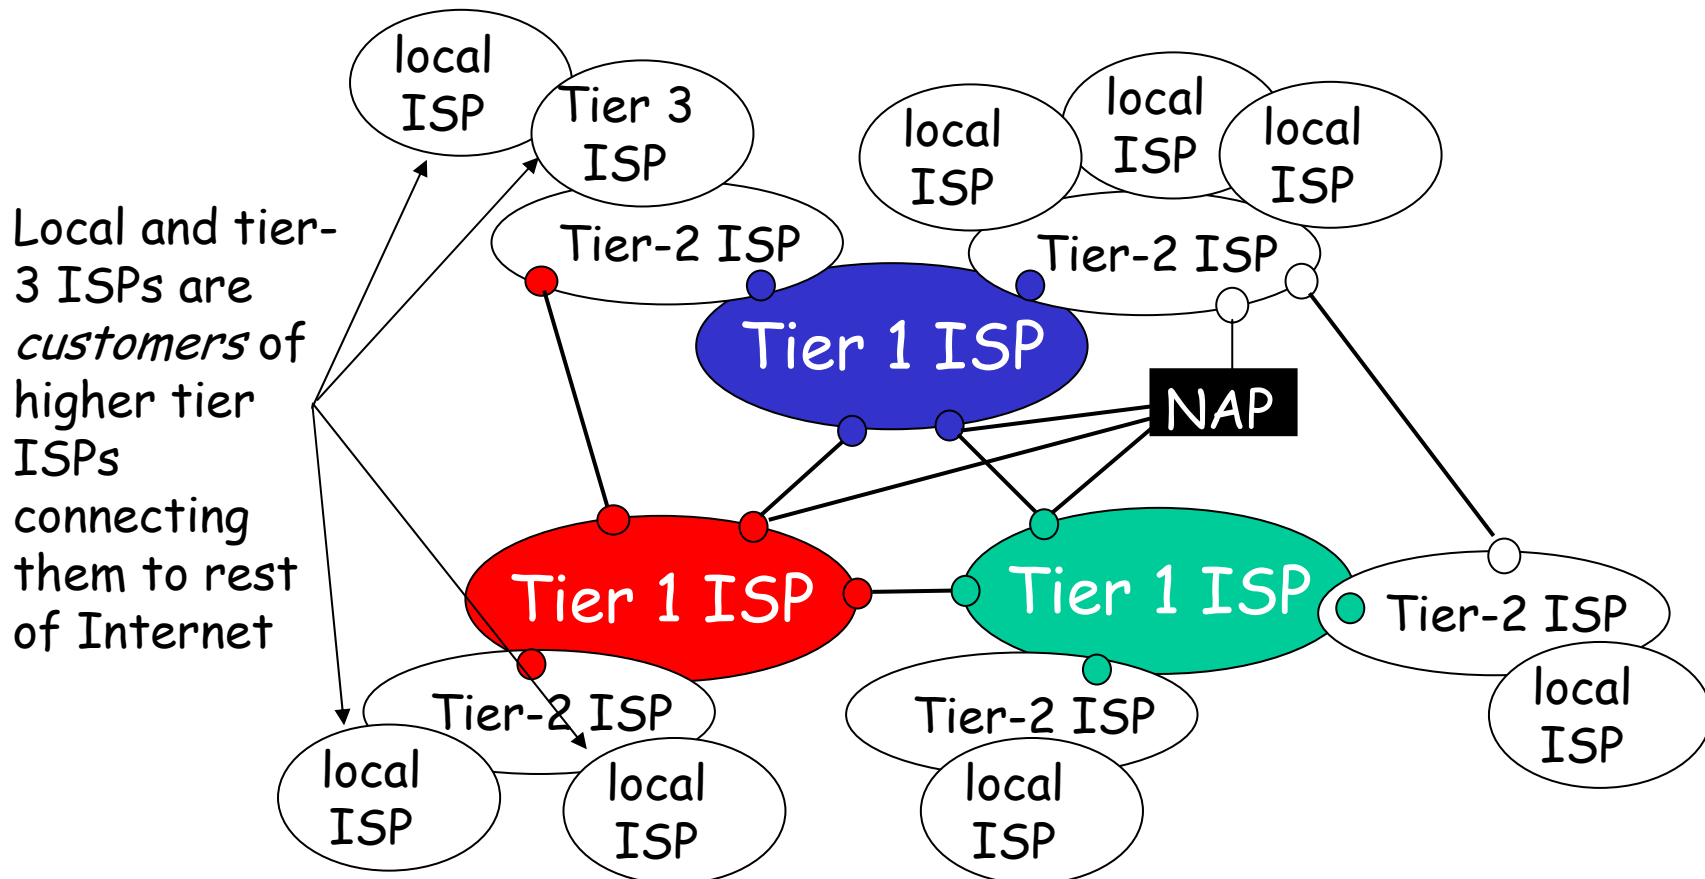 local
ISP
Tier 3
ISP
local
ISP
local
ISP
local
ISP
Local and tier-
3 ISPs are
customers of
higher tier
ISPs
connecting
them to rest
of Internet
Tier-2 ISP
Tier-2 ISP
Tier 1 ISP
NAP
Tier 1 ISP
Tier 1 ISP
Tier-2 ISP
Tier-2 ISP
Tier-2 ISP
local
ISP
local
ISP
local
ISP
local
ISP